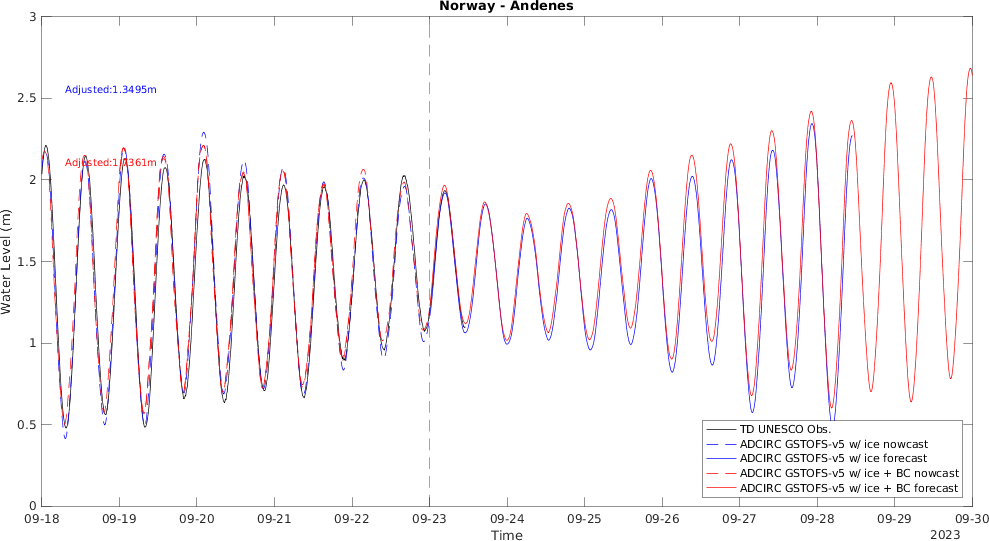 Norway - Andenes
3
2.5
2
1.5
1
0.5
0
Water Level (m)
Adjusted:1.3495m
Adjusted:1.0361m
TD UNESCO Obs.
ADCIRC GSTOFS-v5 w/ ice nowcast
ADCIRC GSTOFS-v5 w/ ice forecast
ADCIRC GSTOFS-v5 w/ ice + BC nowcast
ADCIRC GSTOFS-v5 w/ ice + BC forecast
09-18 09-19 09-20 09-21 09-22 09-23 09-24 09-25 09-26 09-27 09-28 09-29 09-30
Time
2023